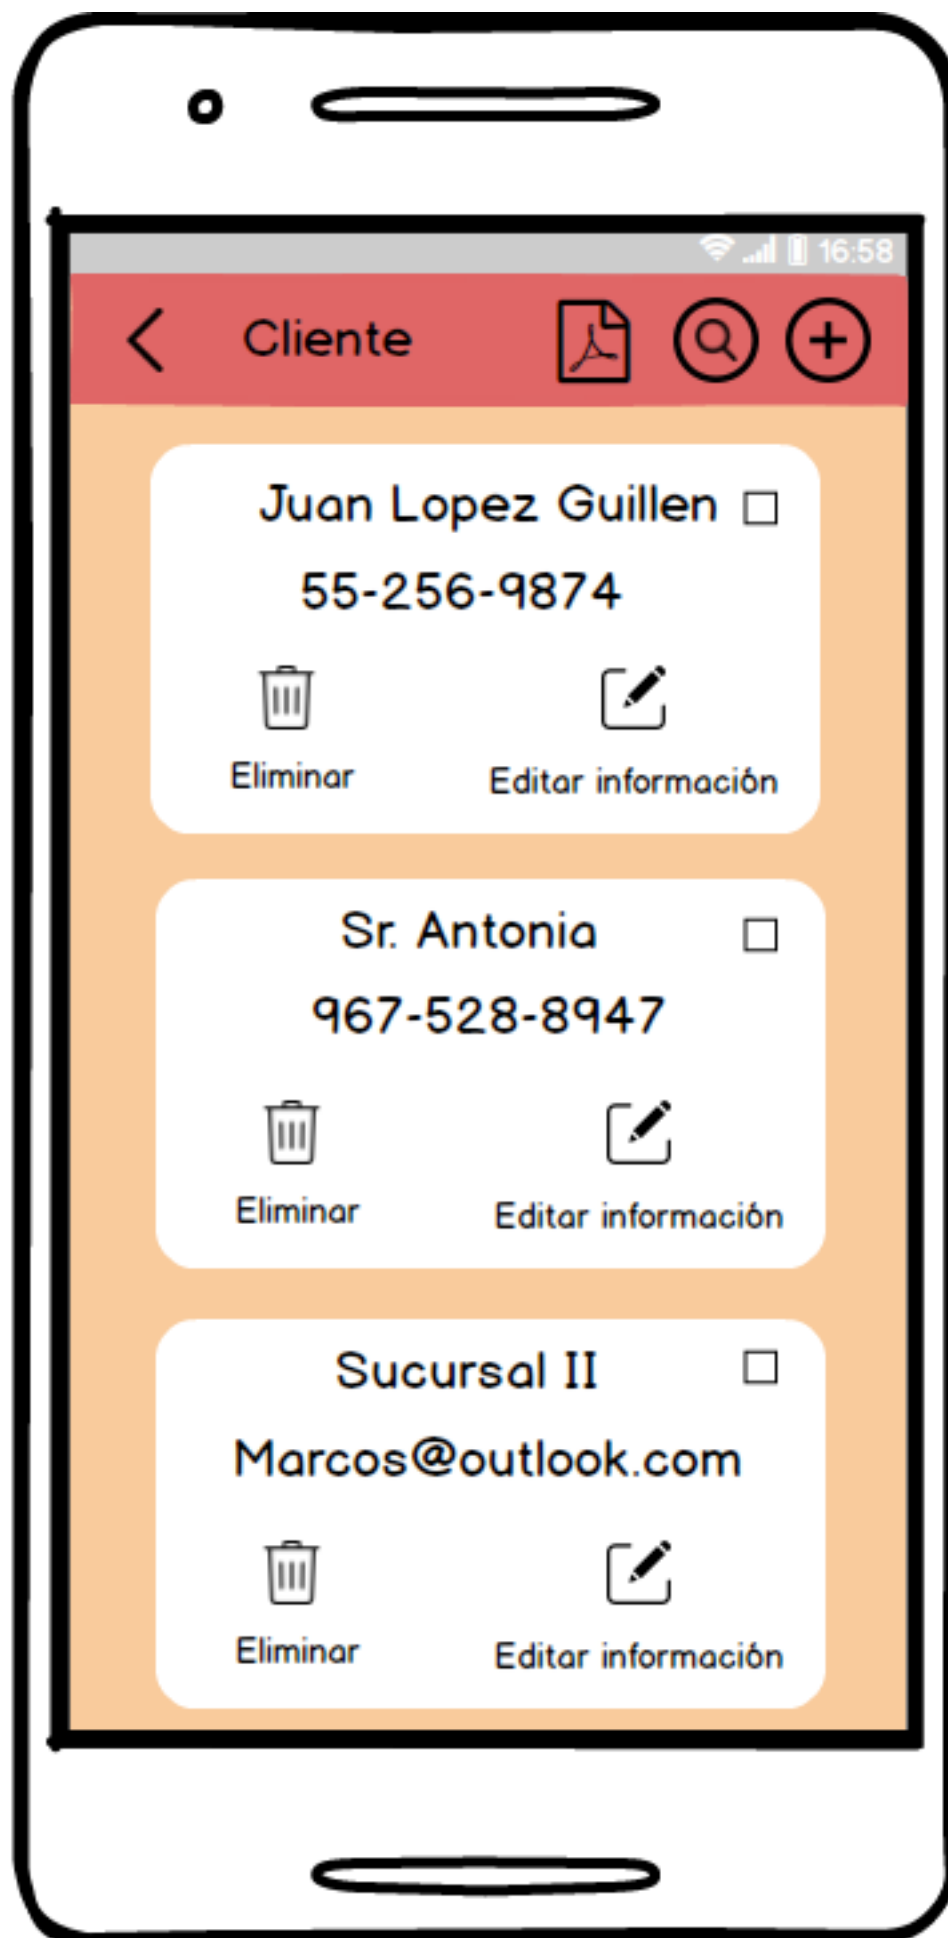 16:58
Cliente
Juan Lopez Guillen
55-256-9874
Eliminar
Editar información
Sr. Antonia
967-528-8947
Eliminar
Editar información
Sucursal II
Marcos@outlook.com
Eliminar
Editar información